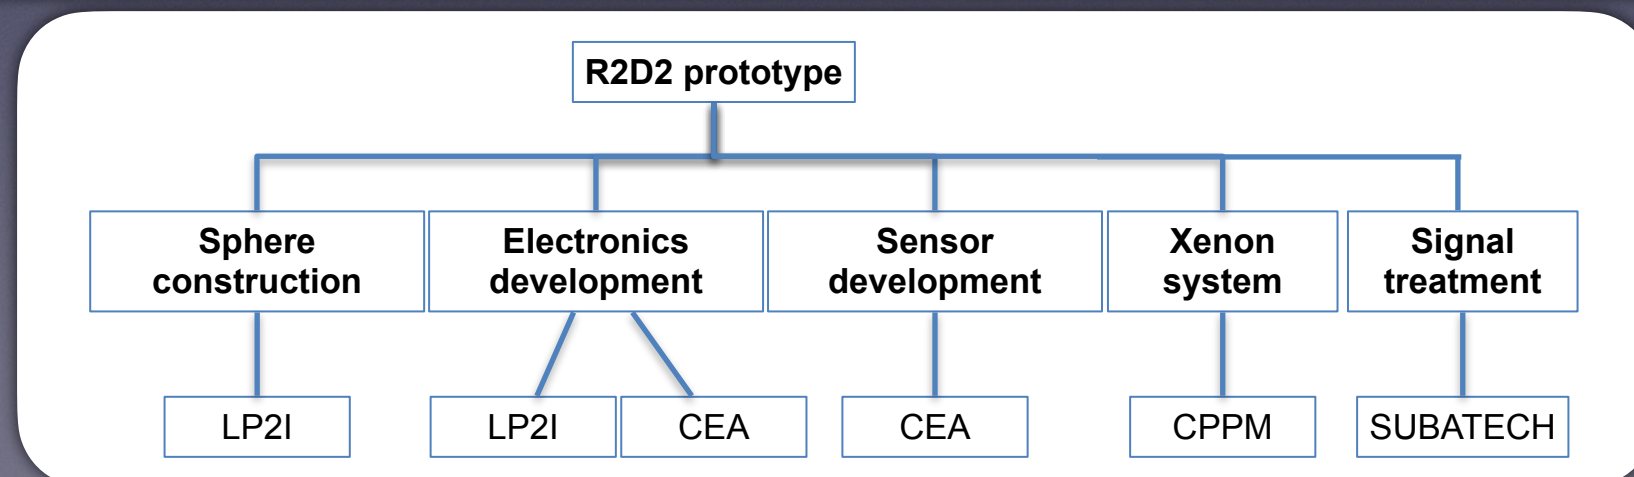 R2D2 prototype
Sphere
construction
Electronics
development
Sensor
development
Xenon
system
Signal
treatment
LP2I
LP2I
CEA
CEA
CPPM
SUBATECH